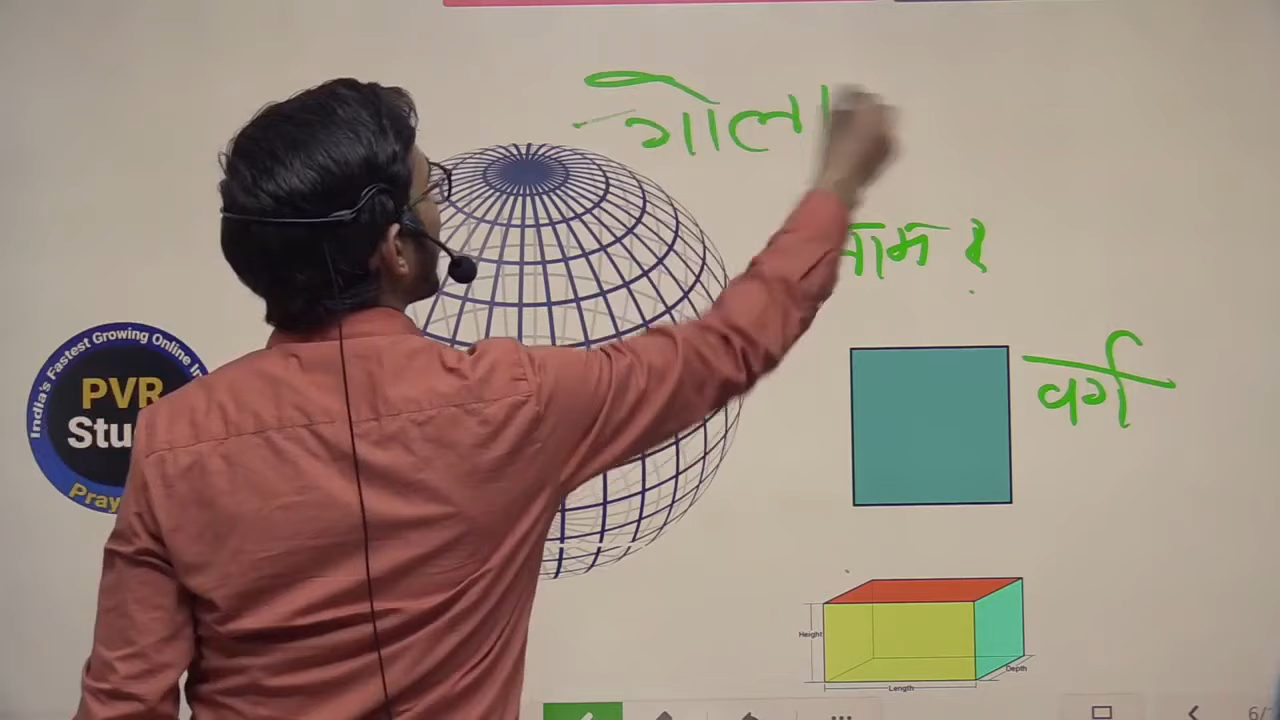 गोला
नाम ?
वर्ग
India's Fastest Growing Online
PVR
Height
Length
Depth